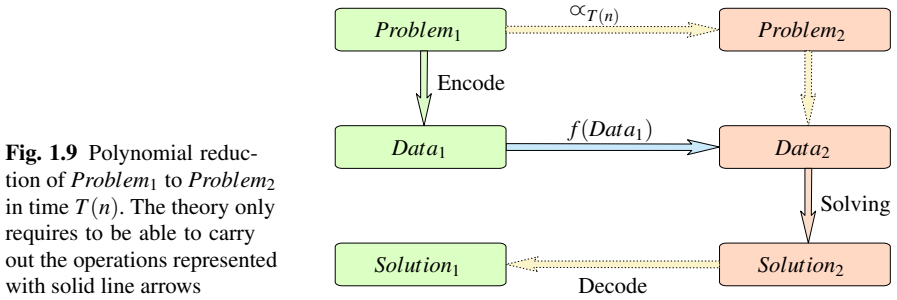 Fig. 1.9 Polynomial reduc-
tion of Problem₁ to Problem₂
in time T(n). The theory only
requires to be able to carry
out the operations represented
with solid line arrows
Problem₁
∝T(n)
Problem₂
Encode
Data₁
f(Data₁)
Data₂
Solving
Solution₁
Decode
Solution₂